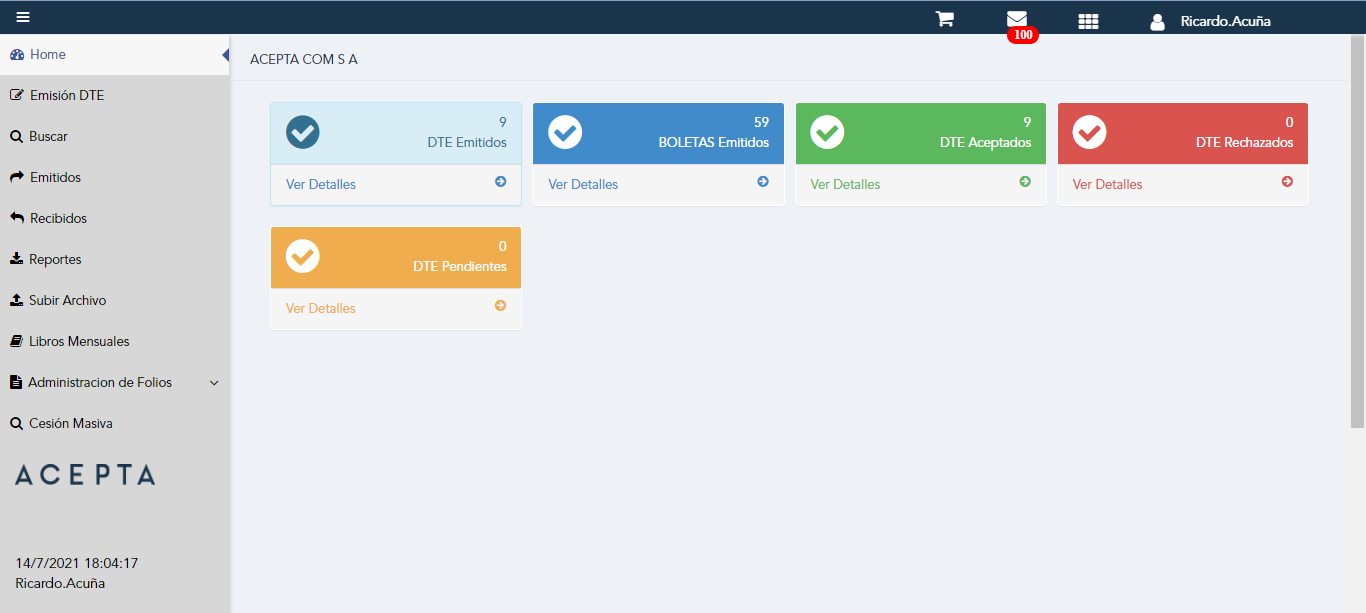 100
Ricardo.Acuña
Home
Emisión DTE
Buscar
Emitidos
Recibidos
Reportes
Subir Archivo
Libros Mensuales
Administracion de Folios
Cesión Masiva
ACEPTA
14/7/2021 18:04:17
Ricardo.Acuña
ACEPTA COM S A
9
DTE Emitidos
Ver Detalles
59
BOLETAS Emitidos
Ver Detalles
9
DTE Aceptados
Ver Detalles
0
DTE Rechazados
Ver Detalles
0
DTE Pendientes
Ver Detalles